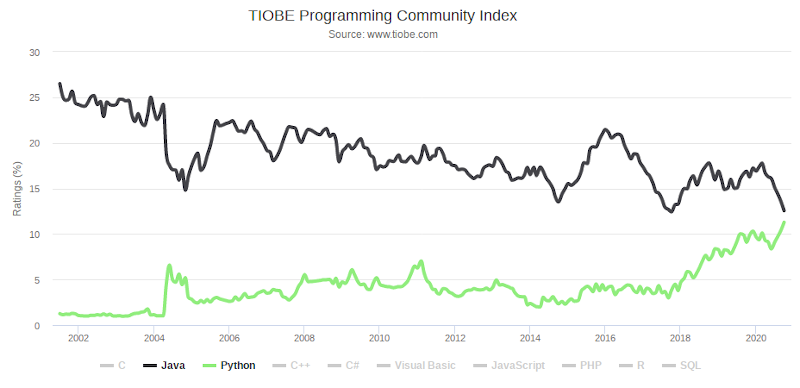 TIOBE Programming Community Index
Source: www.tiobe.com
Ratings (%)
30
25
20
15
10
5
0
2002 2004 2006 2008 2010 2012 2014 2016 2018 2020
C Java Python C++ C# Visual Basic JavaScript PHP R SQL